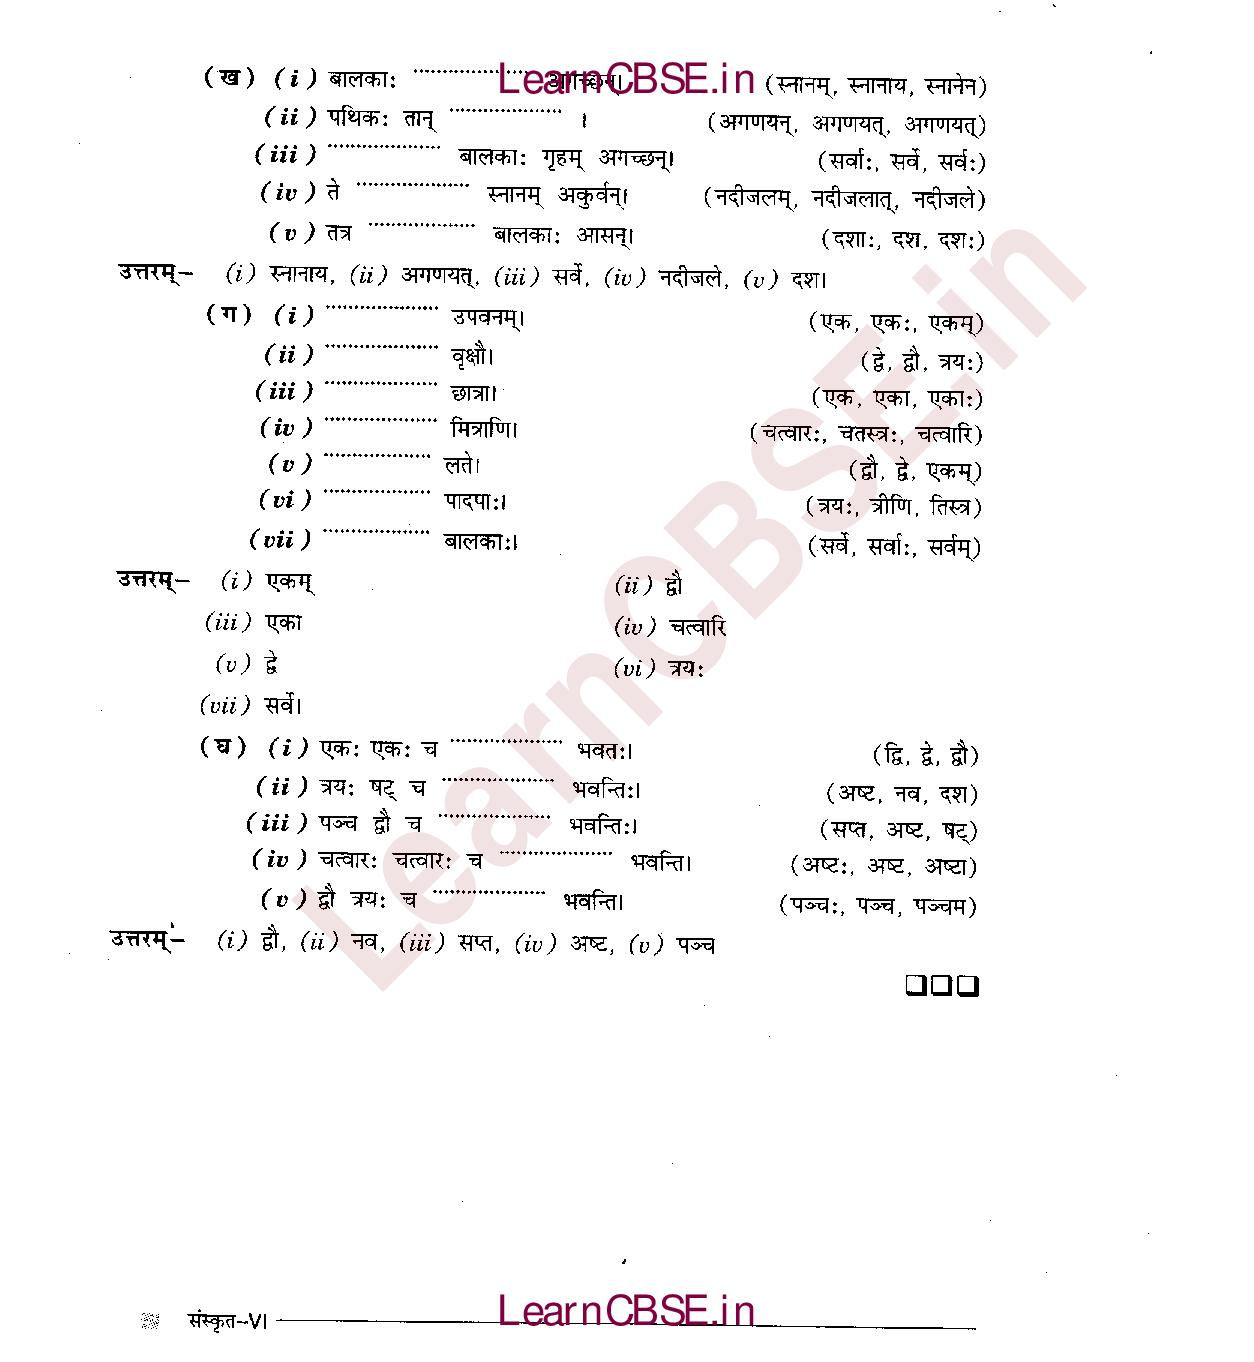 LearnCBSE.in
(ख) (i) बालकाः .................... अगच्छन्। (स्नानम्, स्नानाय, स्नानेन)
(ii) पथिकः तान् .................... । (अगणयन्, अगणयत्, अगणयत्)
(iii) .................... बालकाः गृहम् अगच्छन्। (सर्वाः, सर्वे, सर्वः)
(iv) ते .................... स्नानम् अकुर्वन्। (नदीजलम्, नदीजलात्, नदीजले)
(v) तत्र .................... बालकाः आसन्। (दशाः, दश, दशः)
उत्तरम्– (i) स्नानाय, (ii) अगणयत्, (iii) सर्वे, (iv) नदीजले, (v) दश।
(ग) (i) .................... उपवनम्। (एक, एकः, एकम्)
(ii) .................... वृक्षौ। (द्वे, द्वौ, त्रयः)
(iii) .................... छात्रा। (एक, एका, एकाः)
(iv) .................... मित्राणि। (चत्वारः, चतस्त्रः, चत्वारि)
(v) .................... लते। (द्वौ, द्वे, एकम्)
(vi) .................... पादपाः। (त्रयः, त्रीणि, तिस्त्र)
(vii) .................... बालकाः। (सर्वे, सर्वाः, सर्वम्)
उत्तरम्– (i) एकम् (ii) द्वौ
(iii) एका (iv) चत्वारि
(v) द्वे (vi) त्रयः
(vii) सर्वे।
(घ) (i) एकः एकः च .................... भवतः। (द्वि, द्वे, द्वौ)
(ii) त्रयः षट् च .................... भवन्तिः। (अष्ट, नव, दश)
(iii) पञ्च द्वौ च .................... भवन्तिः। (सप्त, अष्ट, षट्)
(iv) चत्वारः चत्वारः च .................... भवन्ति। (अष्टः, अष्ट, अष्टा)
(v) द्वौ त्रयः च .................... भवन्ति। (पञ्चः, पञ्च, पञ्चम)
उत्तरम्– (i) द्वौ, (ii) नव, (iii) सप्त, (iv) अष्ट, (v) पञ्च
LearnCBSE.in
संस्कृत–VI
LearnCBSE.in